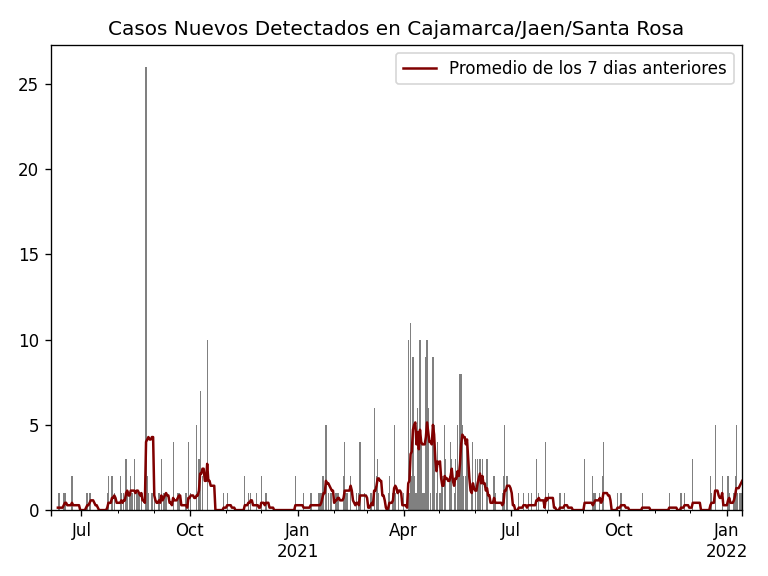 Casos Nuevos Detectados en Cajamarca/Jaen/Santa Rosa
Promedio de los 7 dias anteriores
25
20
15
10
5
0
Jul Oct Jan Apr Jul Oct Jan
2021 2022